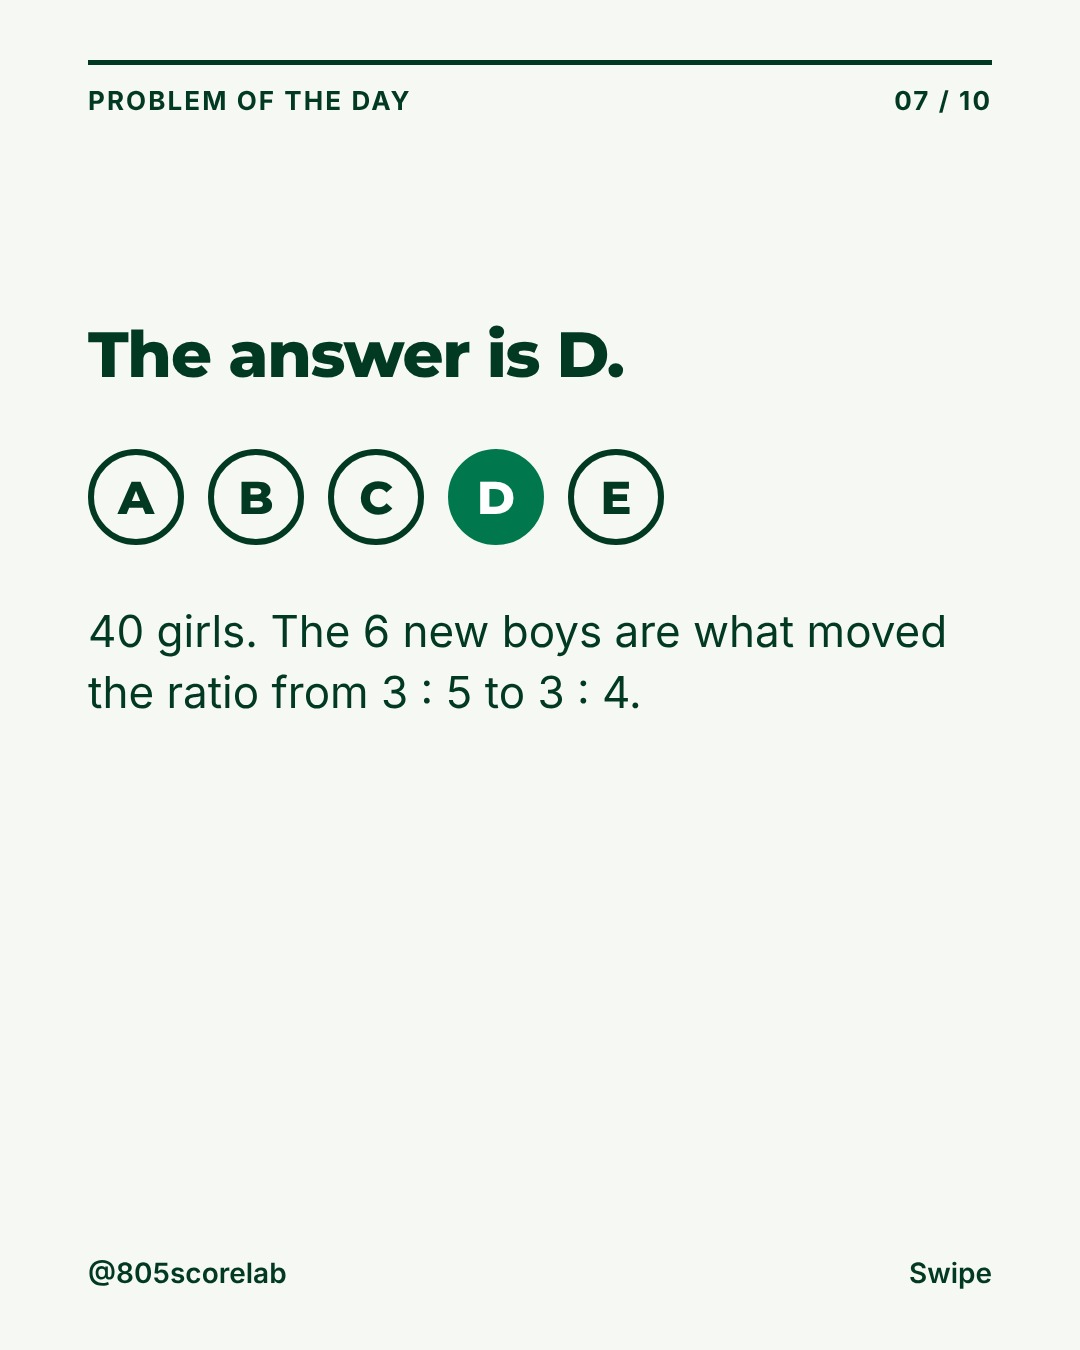 PROBLEM OF THE DAY
07 / 10
The answer is D.
A B C D E
40 girls. The 6 new boys are what moved
the ratio from 3 : 5 to 3 : 4.
@805scorelab
Swipe